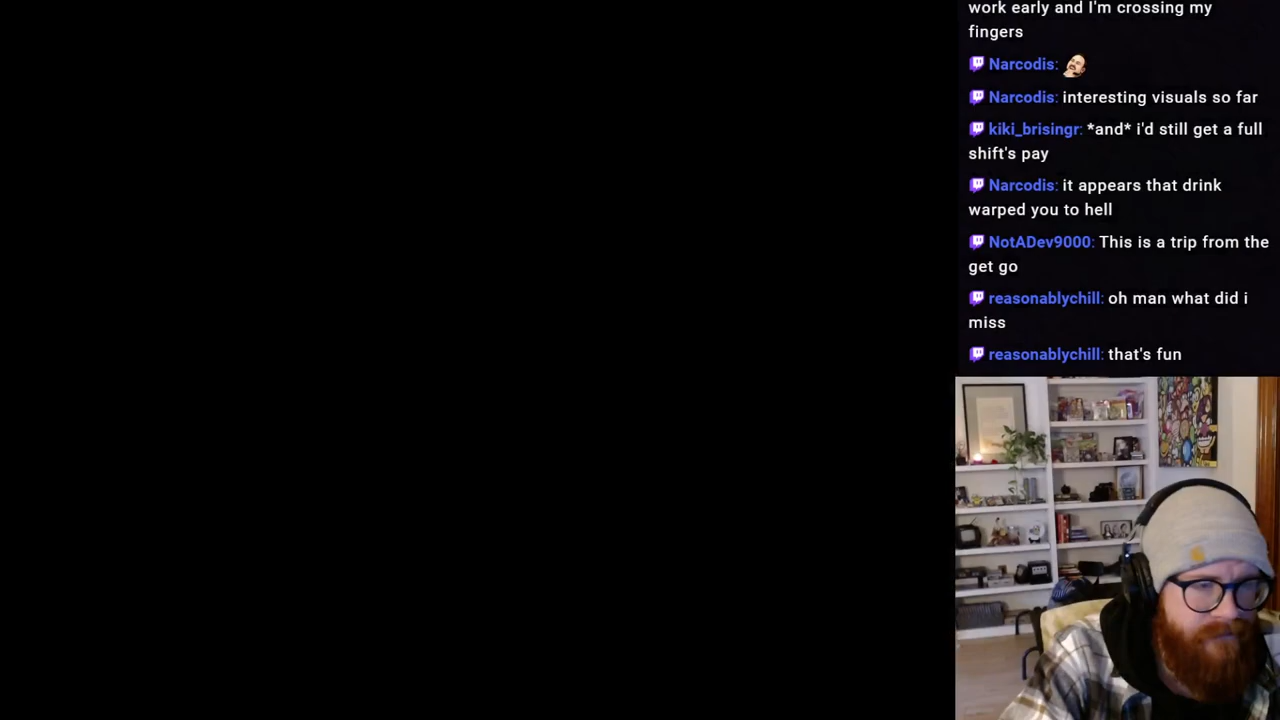 work early and I'm crossing my
fingers
Narcodis:
Narcodis: interesting visuals so far
kiki_brisingr: *and* i'd still get a full
shift's pay
Narcodis: it appears that drink
warped you to hell
NotADev9000: This is a trip from the
get go
reasonablychill: oh man what did i
miss
reasonablychill: that's fun